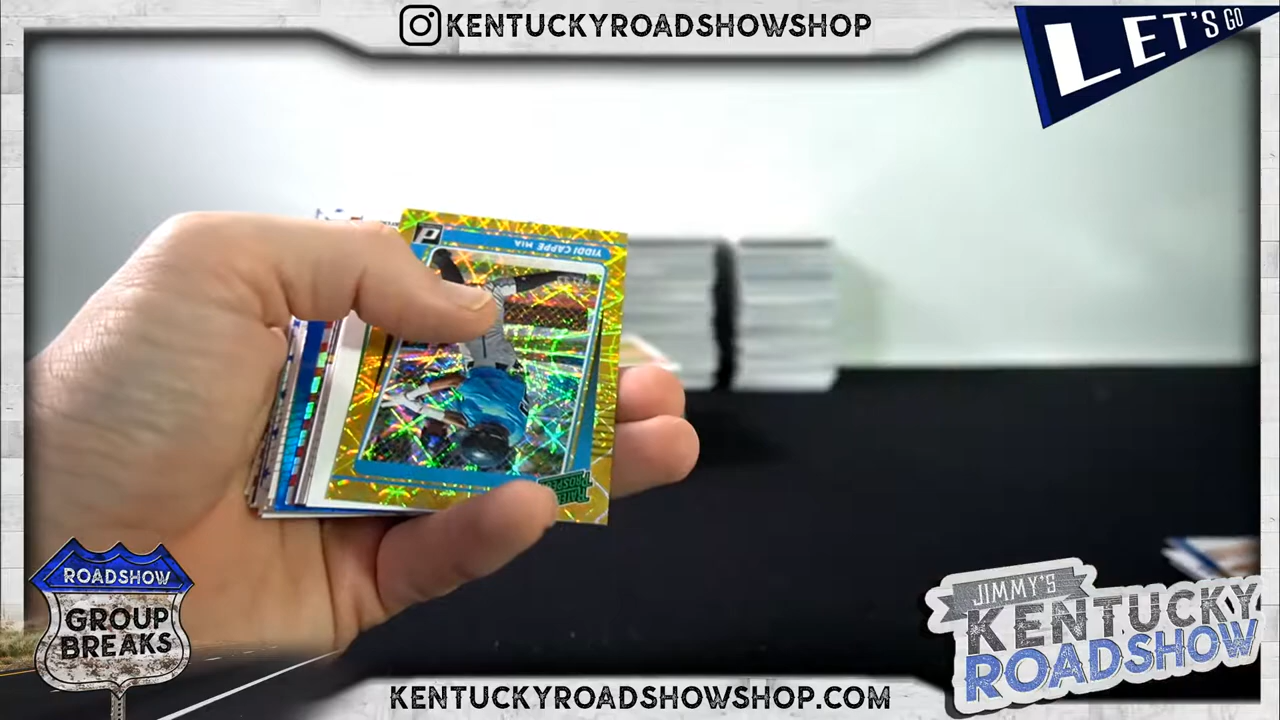 KENTUCKYROADSHOWSHOP
LET'S GO
YIDDI CAPPE MIA
RATED
PROSPECT
ROADSHOW
GROUP
BREAKS
JIMMY'S
KENTUCKY
ROADSHOW
KENTUCKYROADSHOWSHOP.COM